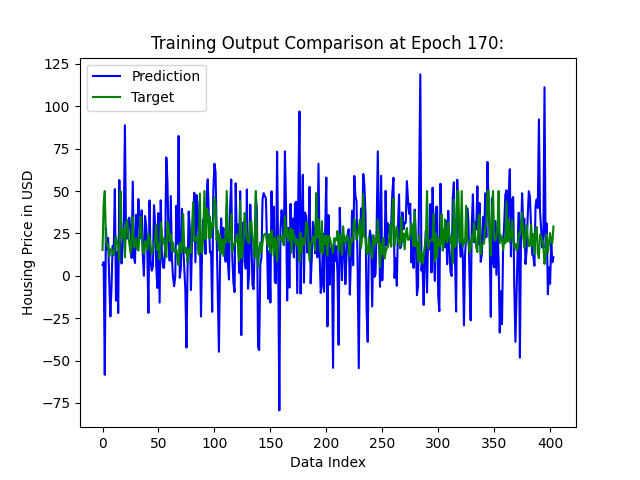 Training Output Comparison at Epoch 170:
Prediction
Target
Housing Price in USD
125
100
75
50
25
0
−25
−50
−75
0 50 100 150 200 250 300 350 400
Data Index